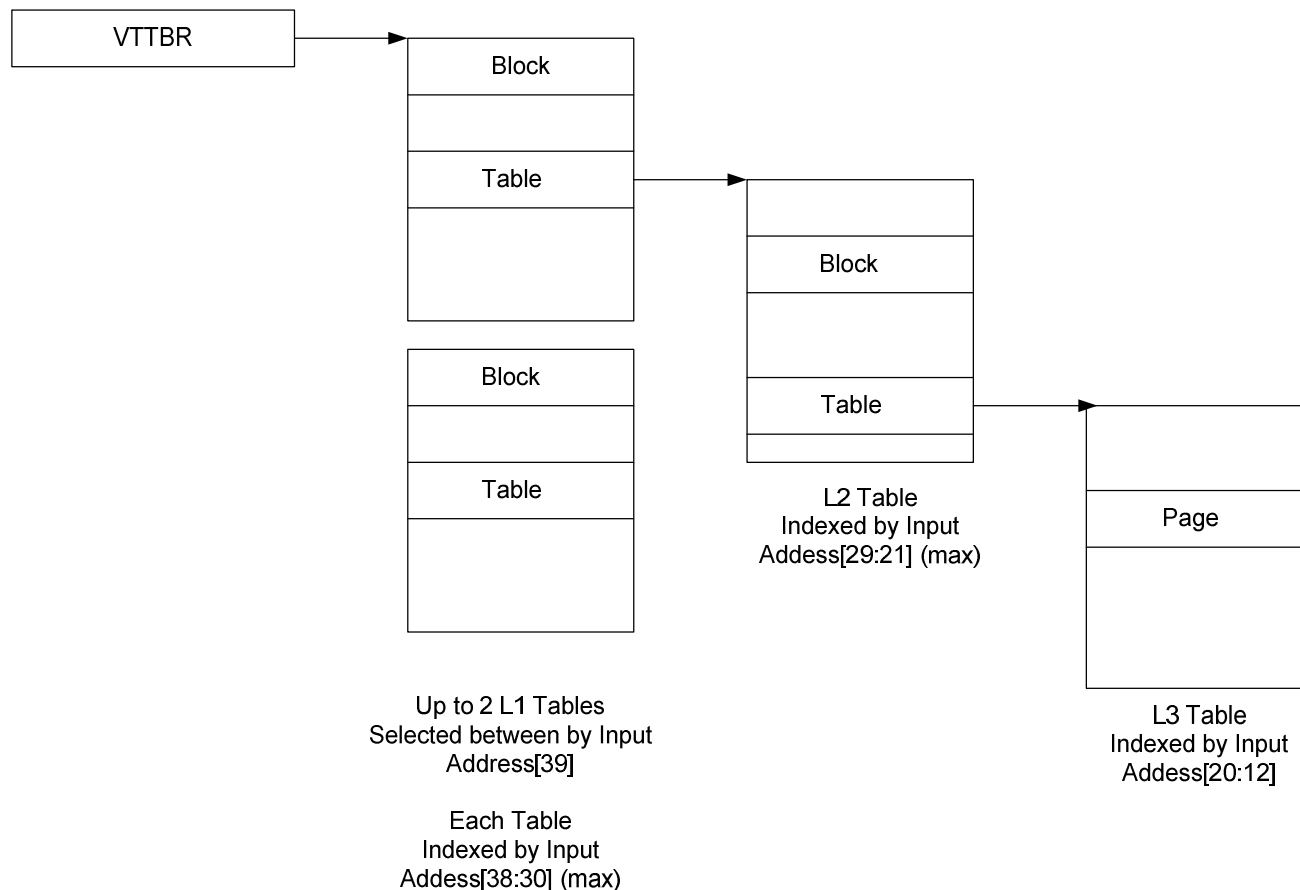 VTTBR
Block
Table
Block
Table
Block
Table
Page
L2 Table
Indexed by Input
Addess[29:21] (max)
Up to 2 L1 Tables
Selected between by Input
Address[39]
Each Table
Indexed by Input
Addess[38:30] (max)
L3 Table
Indexed by Input
Addess[20:12]